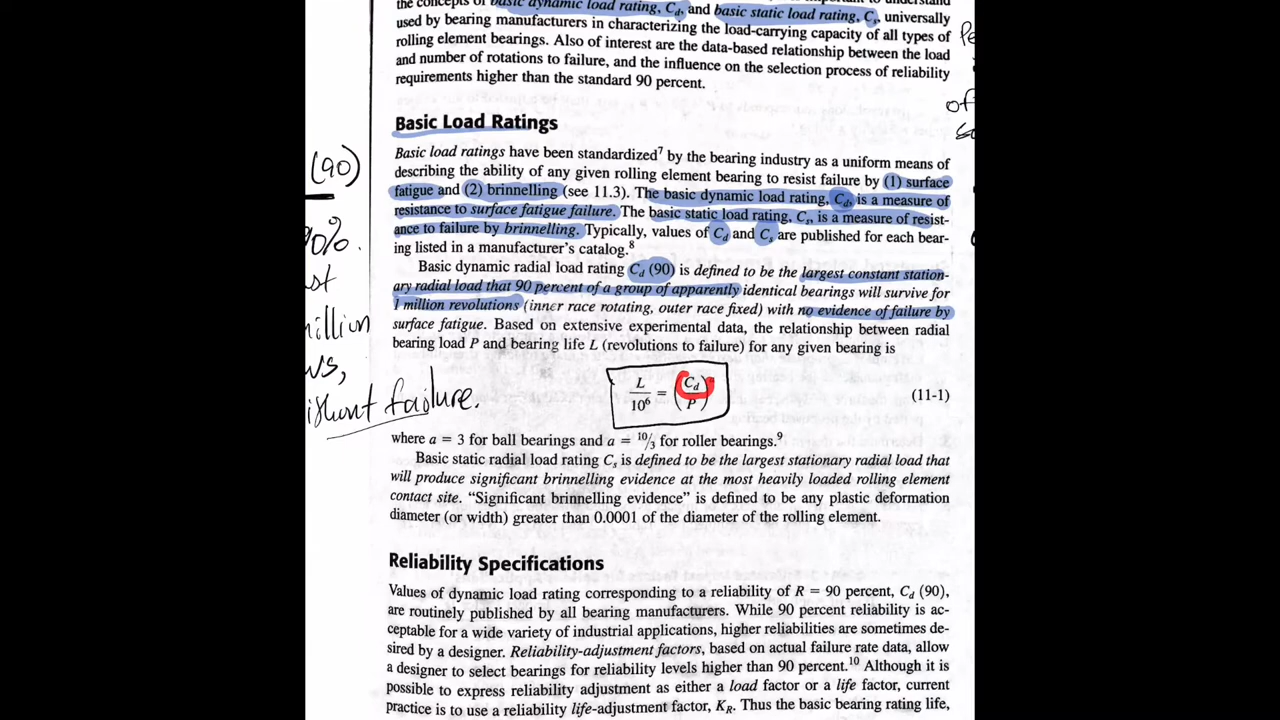 the concepts of basic dynamic load rating, Cd, and basic static load rating, Cs, universally
used by bearing manufacturers in characterizing the load-carrying capacity of all types of
rolling element bearings. Also of interest are the data-based relationship between the load
and number of rotations to failure, and the influence on the selection process of reliability
requirements higher than the standard 90 percent.
Basic Load Ratings
Basic load ratings have been standardized⁷ by the bearing industry as a uniform means of
describing the ability of any given rolling element bearing to resist failure by (1) surface
fatigue and (2) brinnelling (see 11.3). The basic dynamic load rating, Cd, is a measure of
resistance to surface fatigue failure. The basic static load rating, Cs, is a measure of resist-
ance to failure by brinnelling. Typically, values of Cd and Cs are published for each bear-
ing listed in a manufacturer's catalog.⁸
Basic dynamic radial load rating Cd (90) is defined to be the largest constant station-
ary radial load that 90 percent of a group of apparently identical bearings will survive for
1 million revolutions (inner race rotating, outer race fixed) with no evidence of failure by
surface fatigue. Based on extensive experimental data, the relationship between radial
bearing load P and bearing life L (revolutions to failure) for any given bearing is
L/10⁶ = (Cd/P)
(11-1)
where a = 3 for ball bearings and a = ¹⁰/₃ for roller bearings.⁹
Basic static radial load rating Cs is defined to be the largest stationary radial load that
will produce significant brinnelling evidence at the most heavily loaded rolling element
contact site. "Significant brinnelling evidence" is defined to be any plastic deformation
diameter (or width) greater than 0.0001 of the diameter of the rolling element.
Reliability Specifications
Values of dynamic load rating corresponding to a reliability of R = 90 percent, Cd (90),
are routinely published by all bearing manufacturers. While 90 percent reliability is ac-
ceptable for a wide variety of industrial applications, higher reliabilities are sometimes de-
sired by a designer. Reliability-adjustment factors, based on actual failure rate data, allow
a designer to select bearings for reliability levels higher than 90 percent.¹⁰ Although it is
possible to express reliability adjustment as either a load factor or a life factor, current
practice is to use a reliability life-adjustment factor, KR. Thus the basic bearing rating life,
(90)
0%.
st
illion
ws,
ithout failure.
of